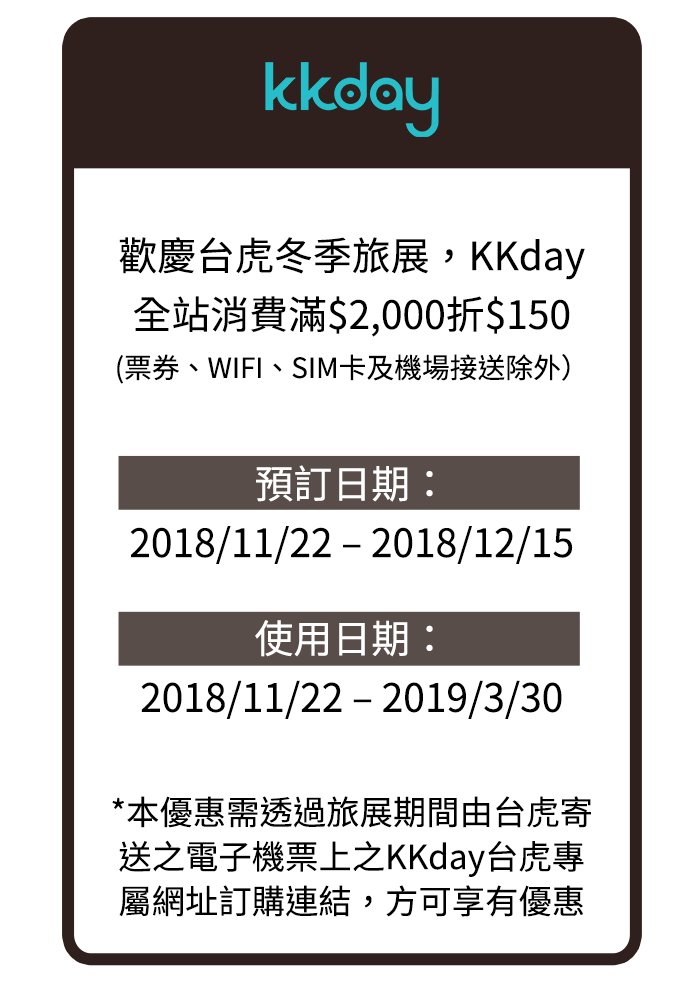 kkday
歡慶台虎冬季旅展，KKday
全站消費滿$2,000折$150
(票券、WIFI、SIM卡及機場接送除外）
預訂日期：
2018/11/22 – 2018/12/15
使用日期：
2018/11/22 – 2019/3/30
*本優惠需透過旅展期間由台虎寄
送之電子機票上之KKday台虎專
屬網址訂購連結，方可享有優惠